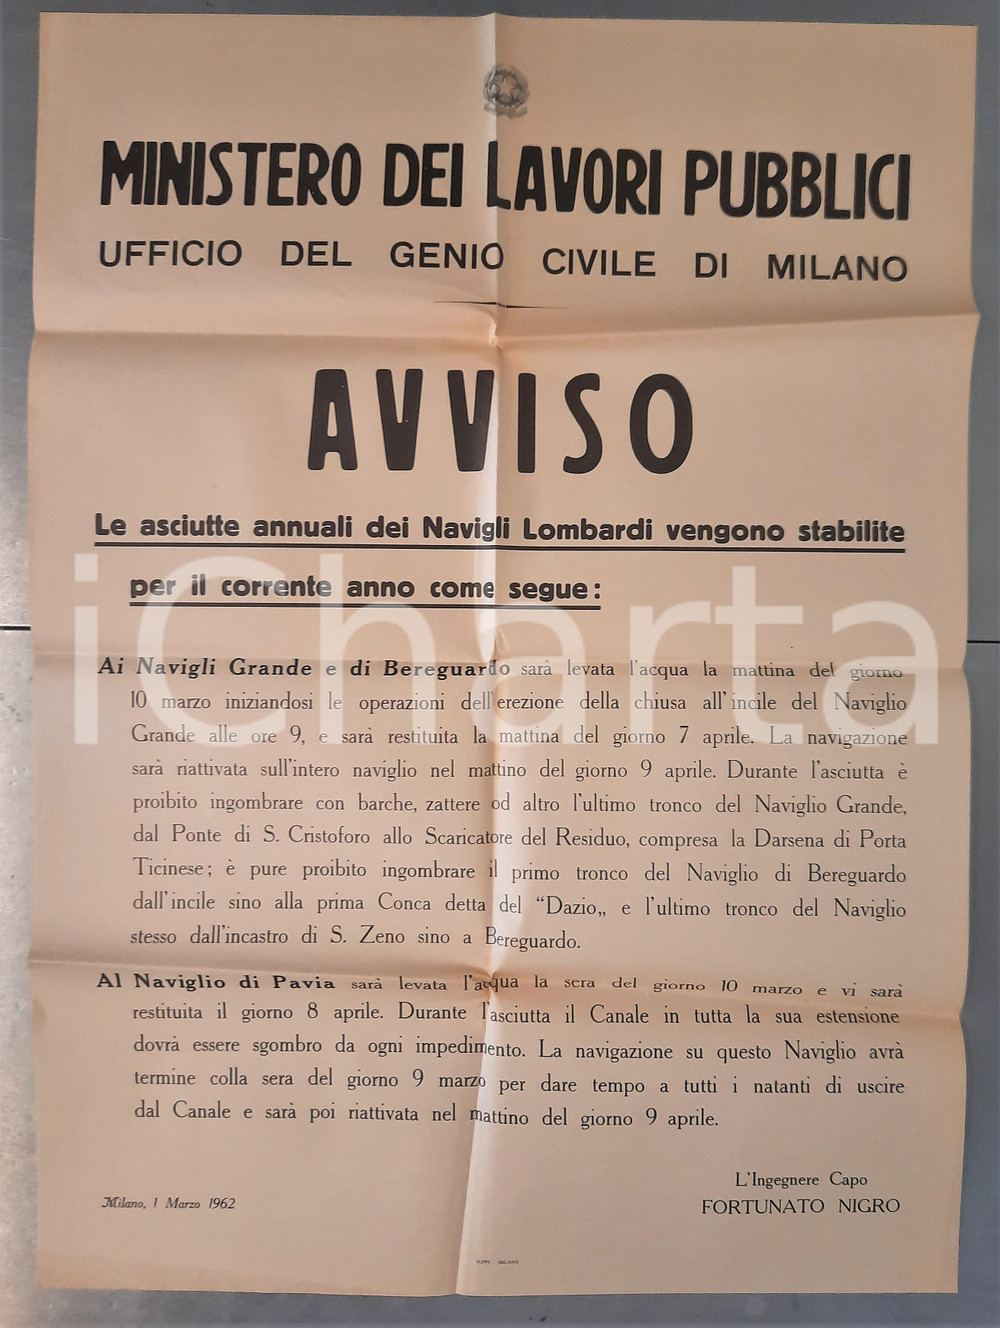 MINISTERO DEI LAVORI PUBBLICI
UFFICIO DEL GENIO CIVILE DI MILANO
AVVISO
Le asciutte annuali dei Navigli Lombardi vengono stabilite
per il corrente anno come segue:
Ai Navigli Grande e di Bereguardo sarà levata l'acqua la mattina del giorno
10 marzo iniziandosi le operazioni dell'erezione della chiusa all'incile del Naviglio
Grande alle ore 9, e sarà restituita la mattina del giorno 7 aprile. La navigazione
sarà riattivata sull'intero naviglio nel mattino del giorno 9 aprile. Durante l'asciutta è
proibito ingombrare con barche, zattere od altro l'ultimo tronco del Naviglio Grande,
dal Ponte di S. Cristoforo allo Scaricatore del Residuo, compresa la Darsena di Porta
Ticinese; è pure proibito ingombrare il primo tronco del Naviglio di Bereguardo
dall'incile sino alla prima Conca detta del "Dazio„ e l'ultimo tronco del Naviglio
stesso dall'incastro di S. Zeno sino a Bereguardo.
Al Naviglio di Pavia sarà levata l'acqua la sera del giorno 10 marzo e vi sarà
restituita il giorno 8 aprile. Durante l'asciutta il Canale in tutta la sua estensione
dovrà essere sgombro da ogni impedimento. La navigazione su questo Naviglio avrà
termine colla sera del giorno 9 marzo per dare tempo a tutti i natanti di uscire
dal Canale e sarà poi riattivata nel mattino del giorno 9 aprile.
L'Ingegnere Capo
FORTUNATO NIGRO
Milano, 1 Marzo 1962
MILANO
iCharta